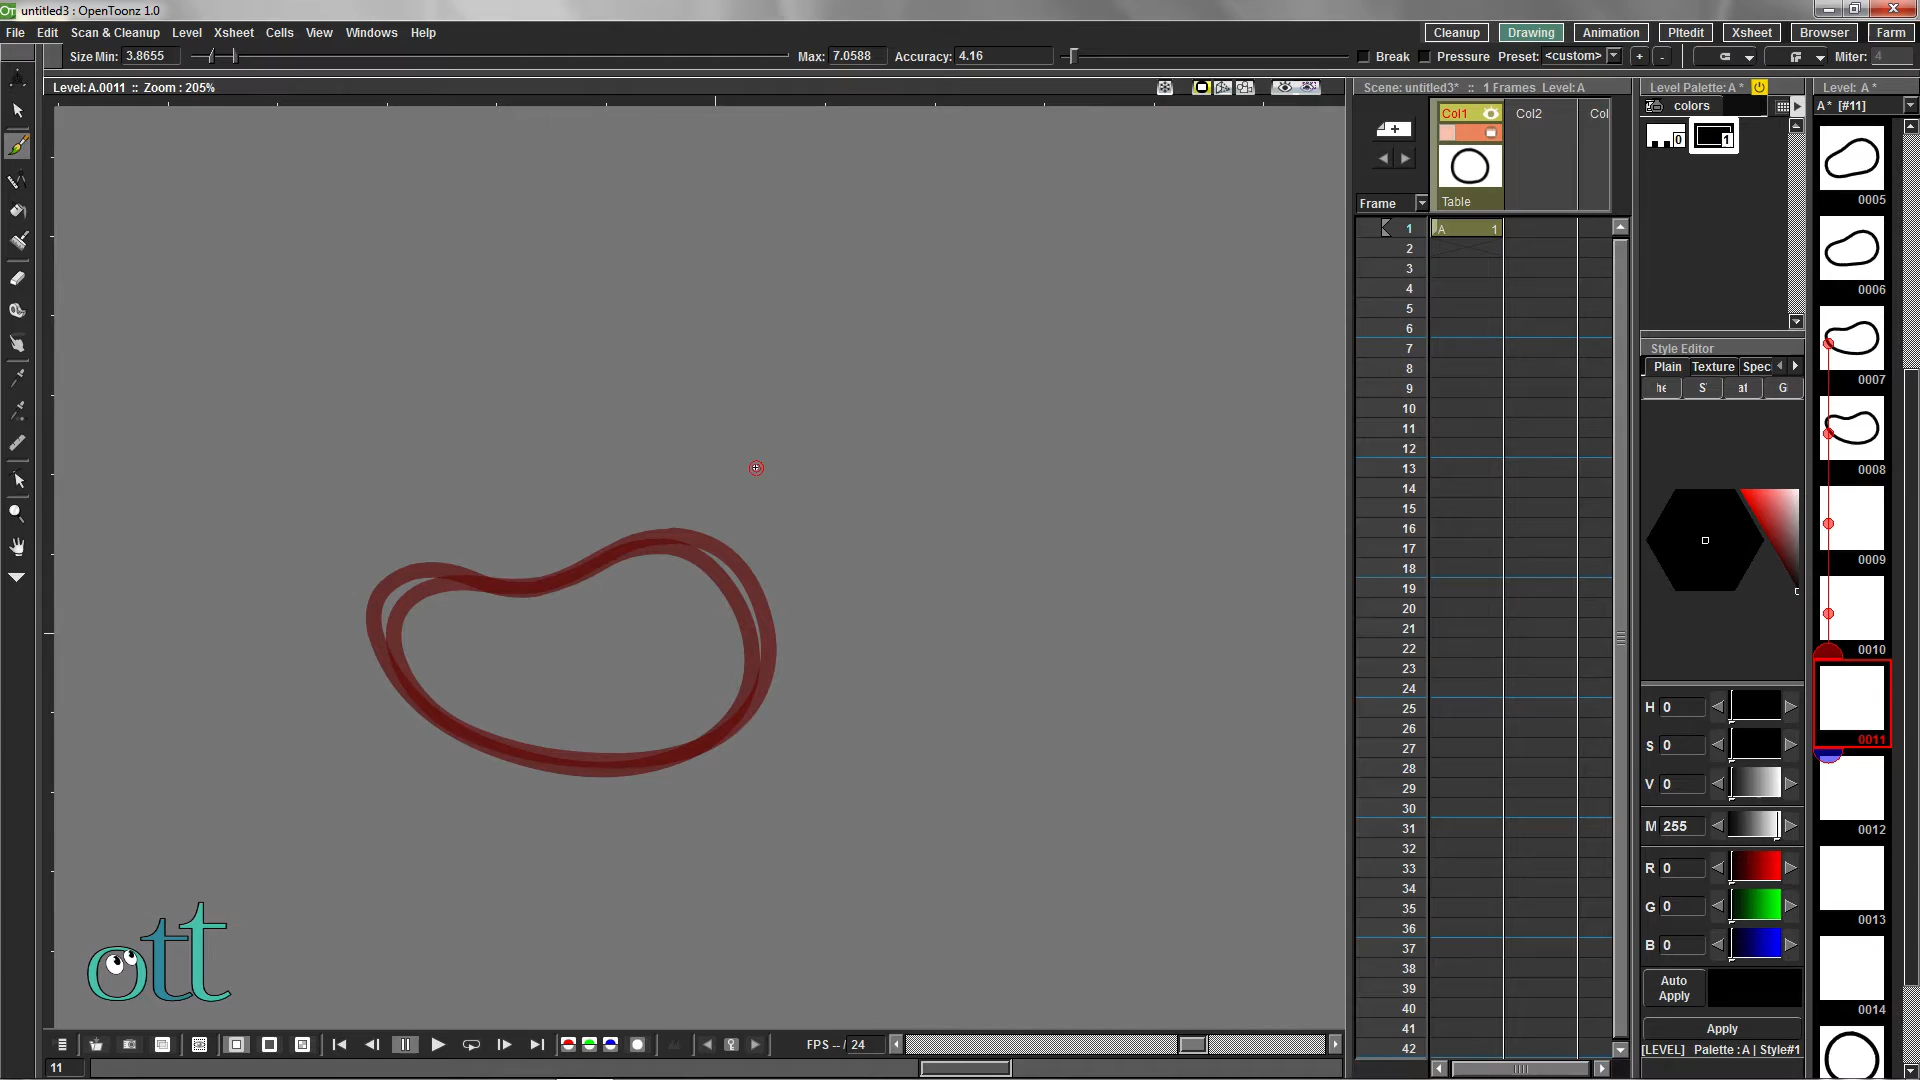 untitled3 : OpenToonz 1.0
File Edit Scan & Cleanup Level Xsheet Cells View Windows Help
Cleanup Drawing Animation Pltedit Xsheet Browser Farm
Size Min: 3.8655 Max: 7.0588 Accuracy: 4.16 Break Pressure Preset: <custom> + - Miter: 4
Level: A.0011 :: Zoom : 205%
Scene: untitled3* :: 1 Frames Level: A
Level Palette: A*
Level: A *
Col1 Col2 Col
colors
A* [#11]
0 1
Table
Frame
A 1
1
2
3
4
5
6
7
8
9
10
11
12
13
14
15
16
17
18
19
20
21
22
23
24
25
26
27
28
29
30
31
32
33
34
35
36
37
38
39
40
41
42
Style Editor
Plain Texture Spec
he S at G
H 0
S 0
V 0
M 255
R 0
G 0
B 0
Auto
Apply
Apply
[LEVEL] Palette : A | Style#1
0005
0006
0007
0008
0009
0010
0011
0012
0013
0014
ott
FPS -- / 24
11